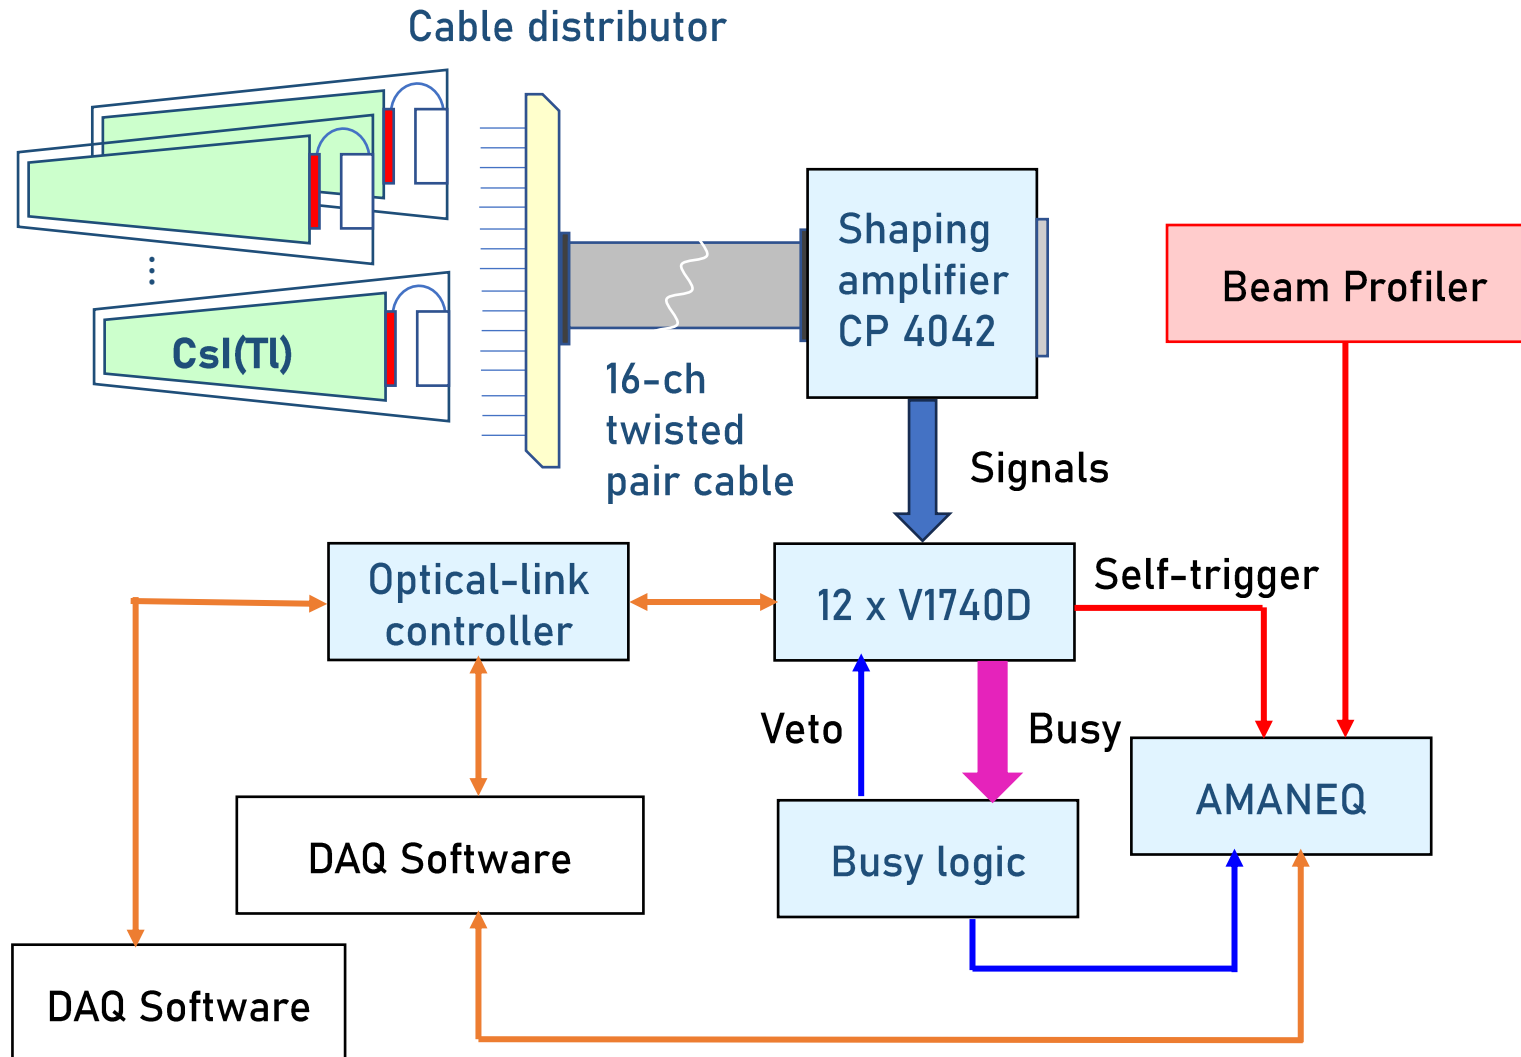 Cable distributor
CsI(Tl)
16-ch
twisted
pair cable
Shaping
amplifier
CP 4042
Beam Profiler
Signals
Optical-link
controller
12 x V1740D
Self-trigger
Veto
Busy
AMANEQ
DAQ Software
Busy logic
DAQ Software